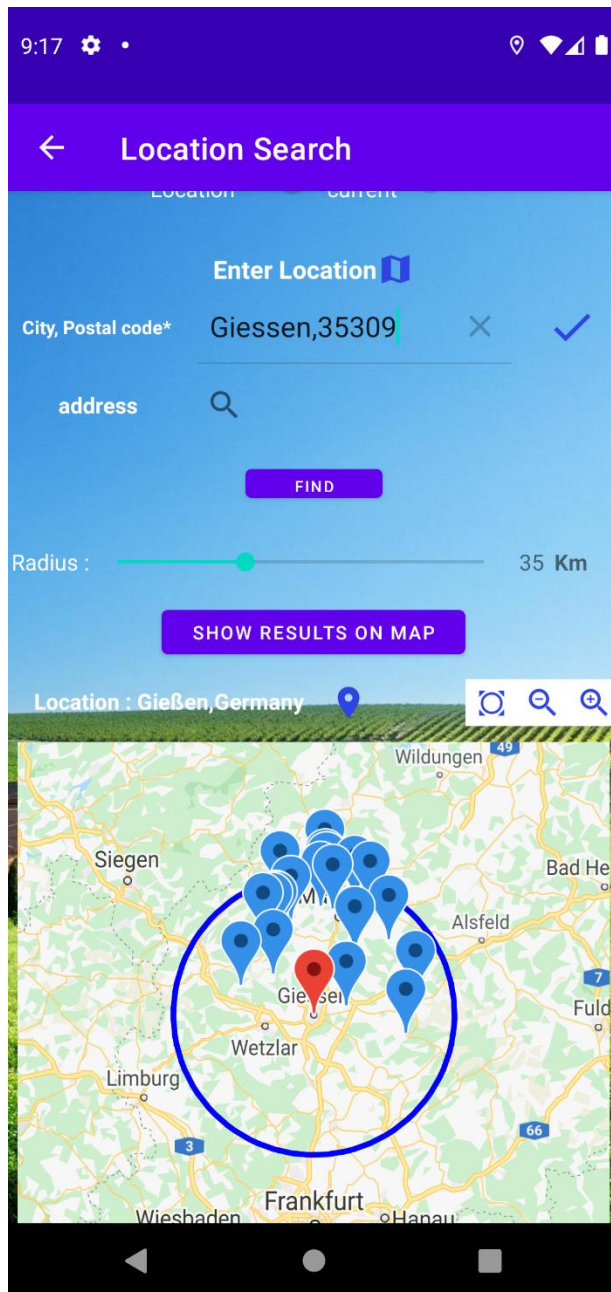 9:17
Location Search
Location current
Enter Location
City, Postal code* Giessen,35309
address
FIND
Radius : 35 Km
SHOW RESULTS ON MAP
Location : Gießen,Germany
Wildungen
49
Siegen
Bad He
Alsfeld
7
Fuld
Wetzlar
Limburg
66
3
Frankfurt
Wiesbaden
Hanau